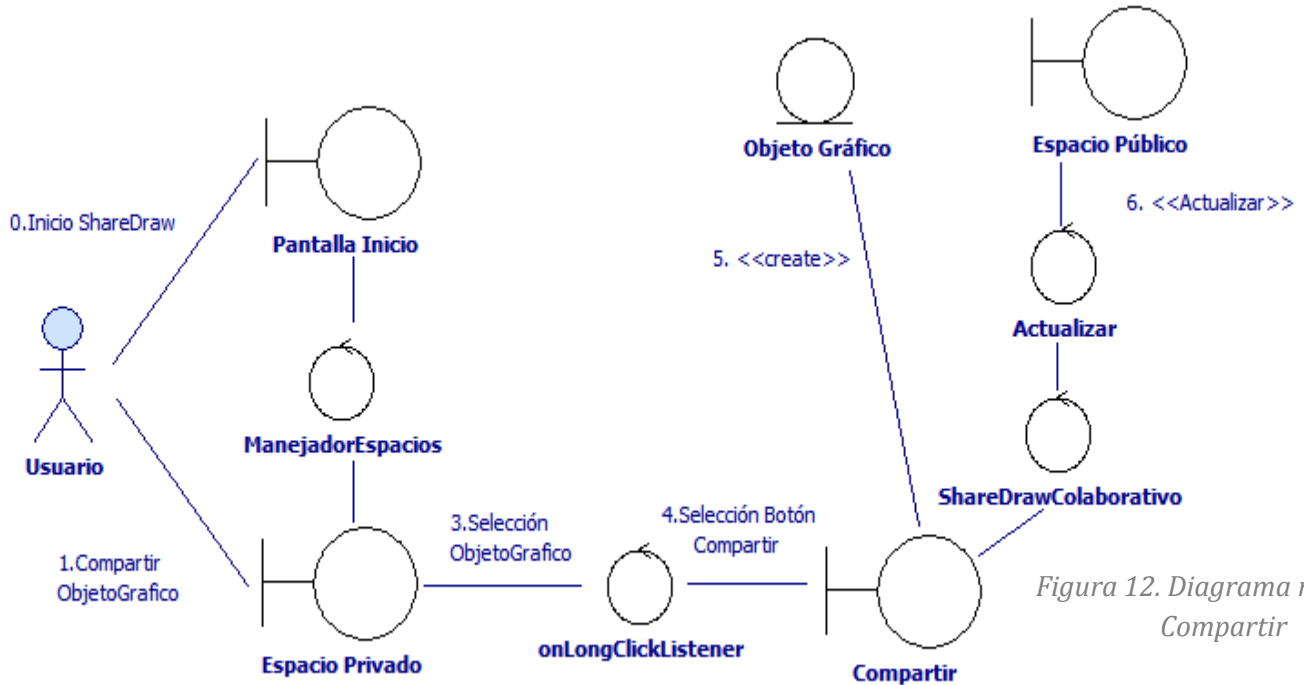 Objeto Gráfico
Espacio Público
0.Inicio ShareDraw
Pantalla Inicio
6. <<Actualizar>>
5. <<create>>
Actualizar
ManejadorEspacios
Usuario
ShareDrawColaborativo
1.Compartir
ObjetoGrafico
3.Selección
ObjetoGrafico
4.Selección Botón
Compartir
Espacio Privado
onLongClickListener
Compartir
Figura 12. Diagrama
Compartir